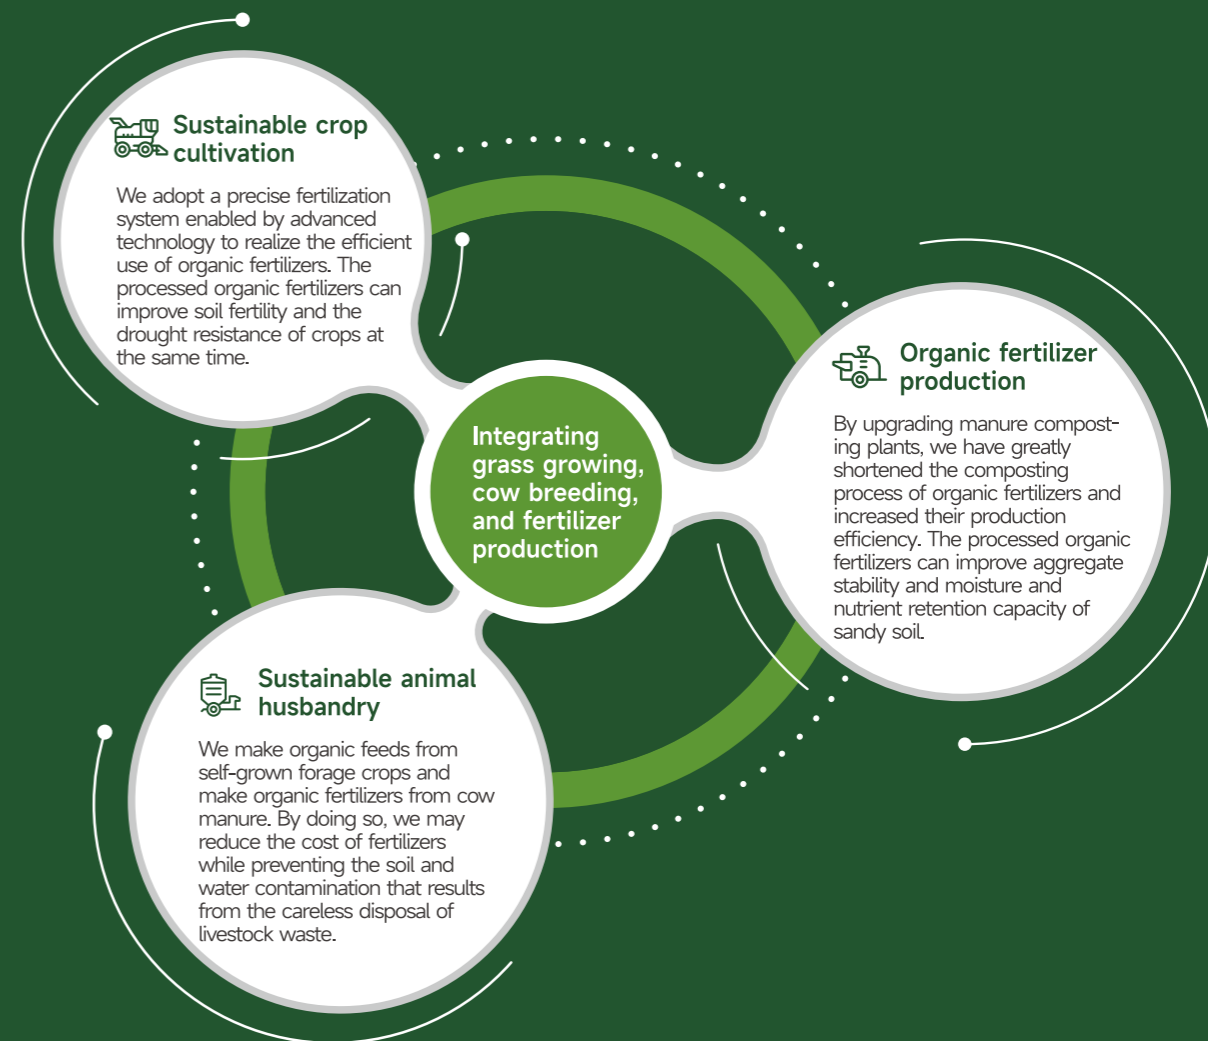 Sustainable crop
cultivation
We adopt a precise fertilization
system enabled by advanced
technology to realize the efficient
use of organic fertilizers. The
processed organic fertilizers can
improve soil fertility and the
drought resistance of crops at
the same time.
Integrating
grass growing,
cow breeding,
and fertilizer
production
Organic fertilizer
production
By upgrading manure compost-
ing plants, we have greatly
shortened the composting
process of organic fertilizers and
increased their production
efficiency. The processed organic
fertilizers can improve aggregate
stability and moisture and
nutrient retention capacity of
sandy soil.
Sustainable animal
husbandry
We make organic feeds from
self-grown forage crops and
make organic fertilizers from cow
manure. By doing so, we may
reduce the cost of fertilizers
while preventing the soil and
water contamination that results
from the careless disposal of
livestock waste.